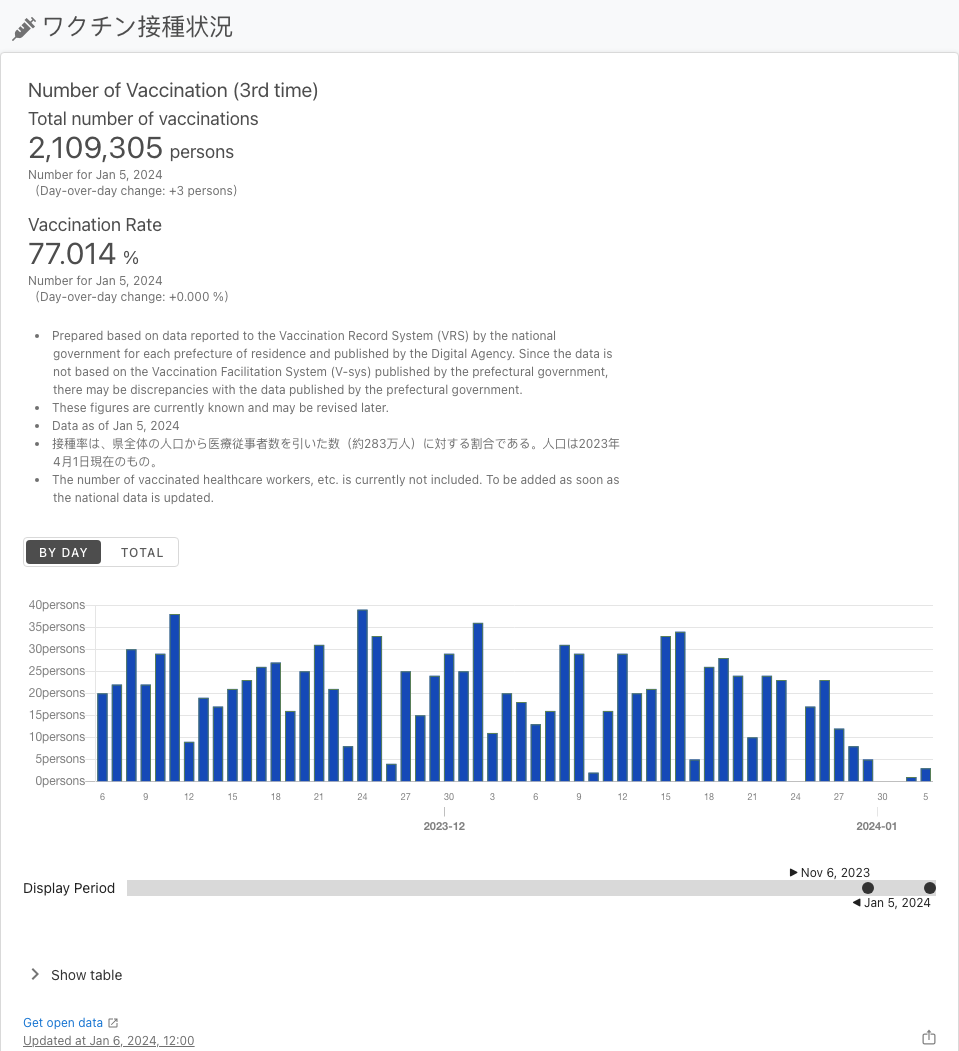 ワクチン接種状況
Number of Vaccination (3rd time)
Total number of vaccinations
2,109,305 persons
Number for Jan 5, 2024
(Day-over-day change: +3 persons)
Vaccination Rate
77.014 %
Number for Jan 5, 2024
(Day-over-day change: +0.000 %)
• Prepared based on data reported to the Vaccination Record System (VRS) by the national
government for each prefecture of residence and published by the Digital Agency. Since the data is
not based on the Vaccination Facilitation System (V-sys) published by the prefectural government,
there may be discrepancies with the data published by the prefectural government.
• These figures are currently known and may be revised later.
• Data as of Jan 5, 2024
• 接種率は、県全体の人口から医療従事者数を引いた数（約283万人）に対する割合である。人口は2023年
4月1日現在のもの。
• The number of vaccinated healthcare workers, etc. is currently not included. To be added as soon as
the national data is updated.
BY DAY TOTAL
40persons
35persons
30persons
25persons
20persons
15persons
10persons
5persons
0persons
6 9 12 15 18 21 24 27 30 3 6 9 12 15 18 21 24 27 30 5
2023-12 2024-01
Nov 6, 2023
Display Period
Jan 5, 2024
Show table
Get open data
Updated at Jan 6, 2024, 12:00